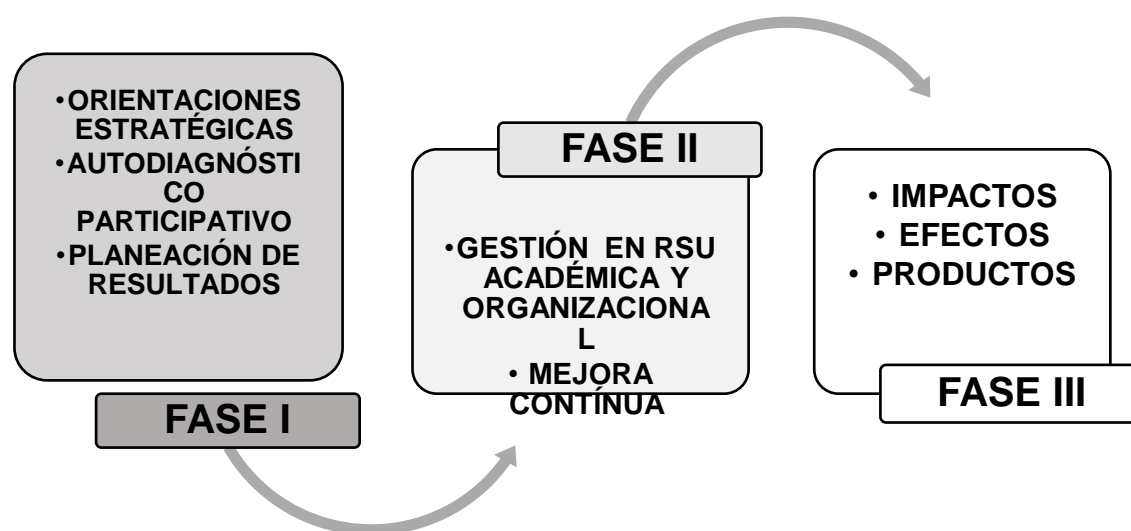 •ORIENTACIONES
ESTRATÉGICAS
•AUTODIAGNÓSTI
CO
PARTICIPATIVO
•PLANEACIÓN DE
RESULTADOS
FASE I
FASE II
•GESTIÓN EN RSU
ACADÉMICA Y
ORGANIZACIONA
L
• MEJORA
CONTÍNUA
• IMPACTOS
• EFECTOS
• PRODUCTOS
FASE III